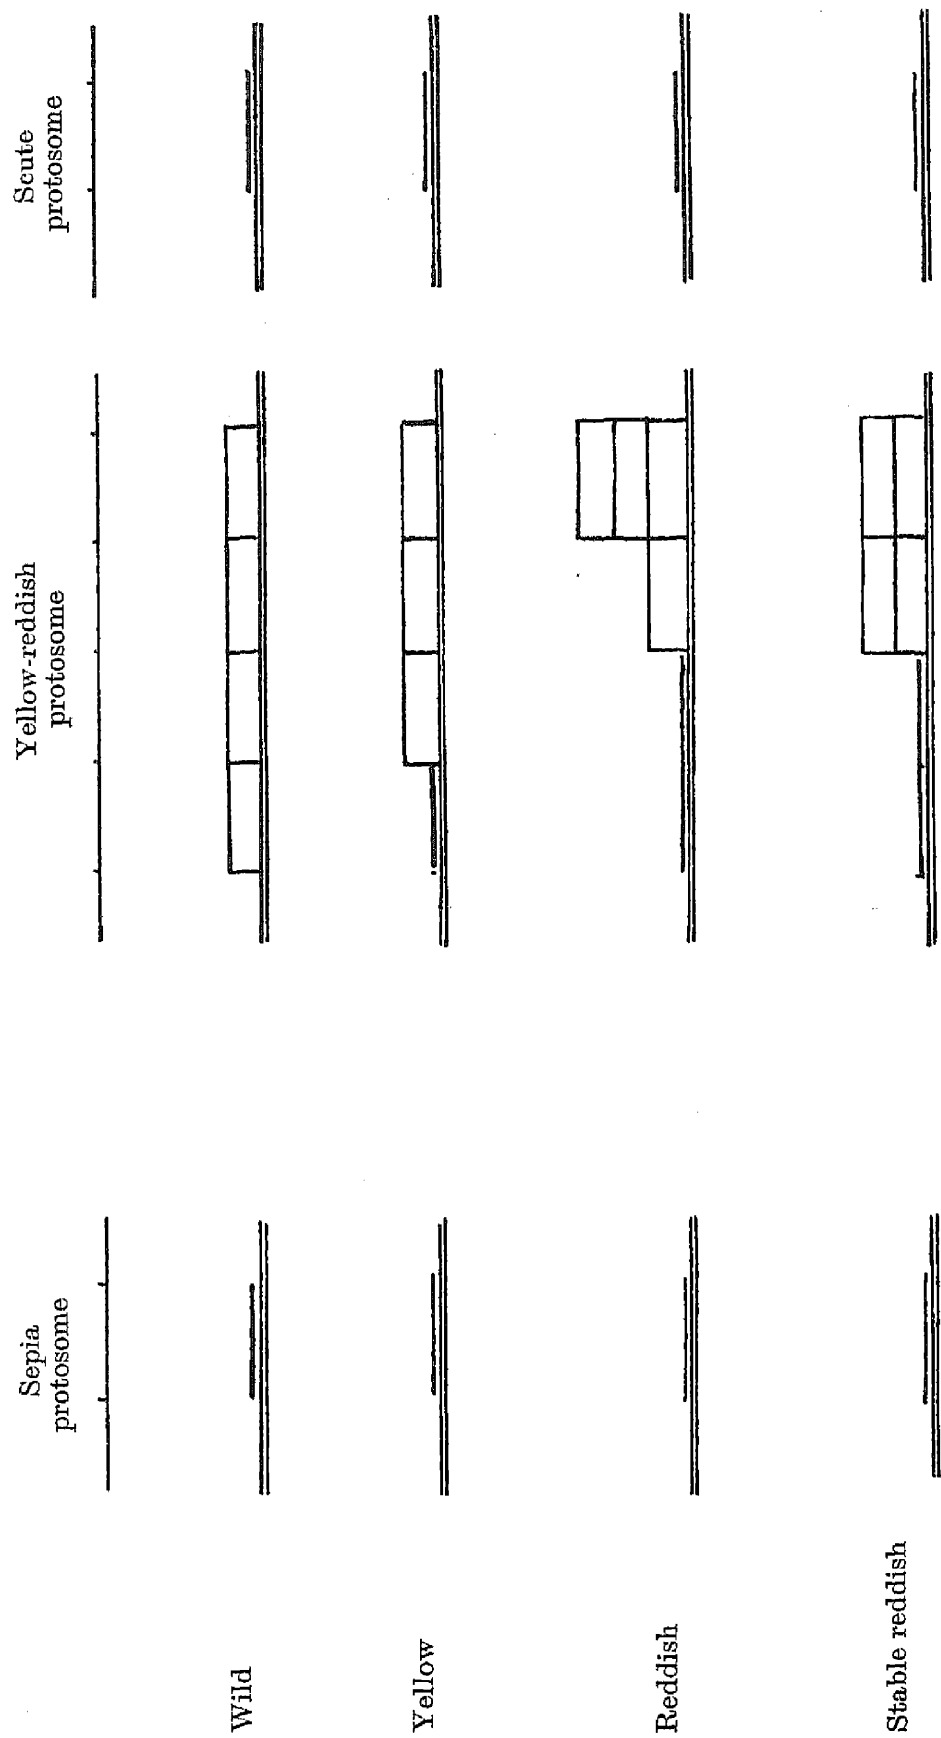 Sepia
protosome
Yellow-reddish
protosome
Scute
protosome
Wild
Yellow
Reddish
Stable reddish